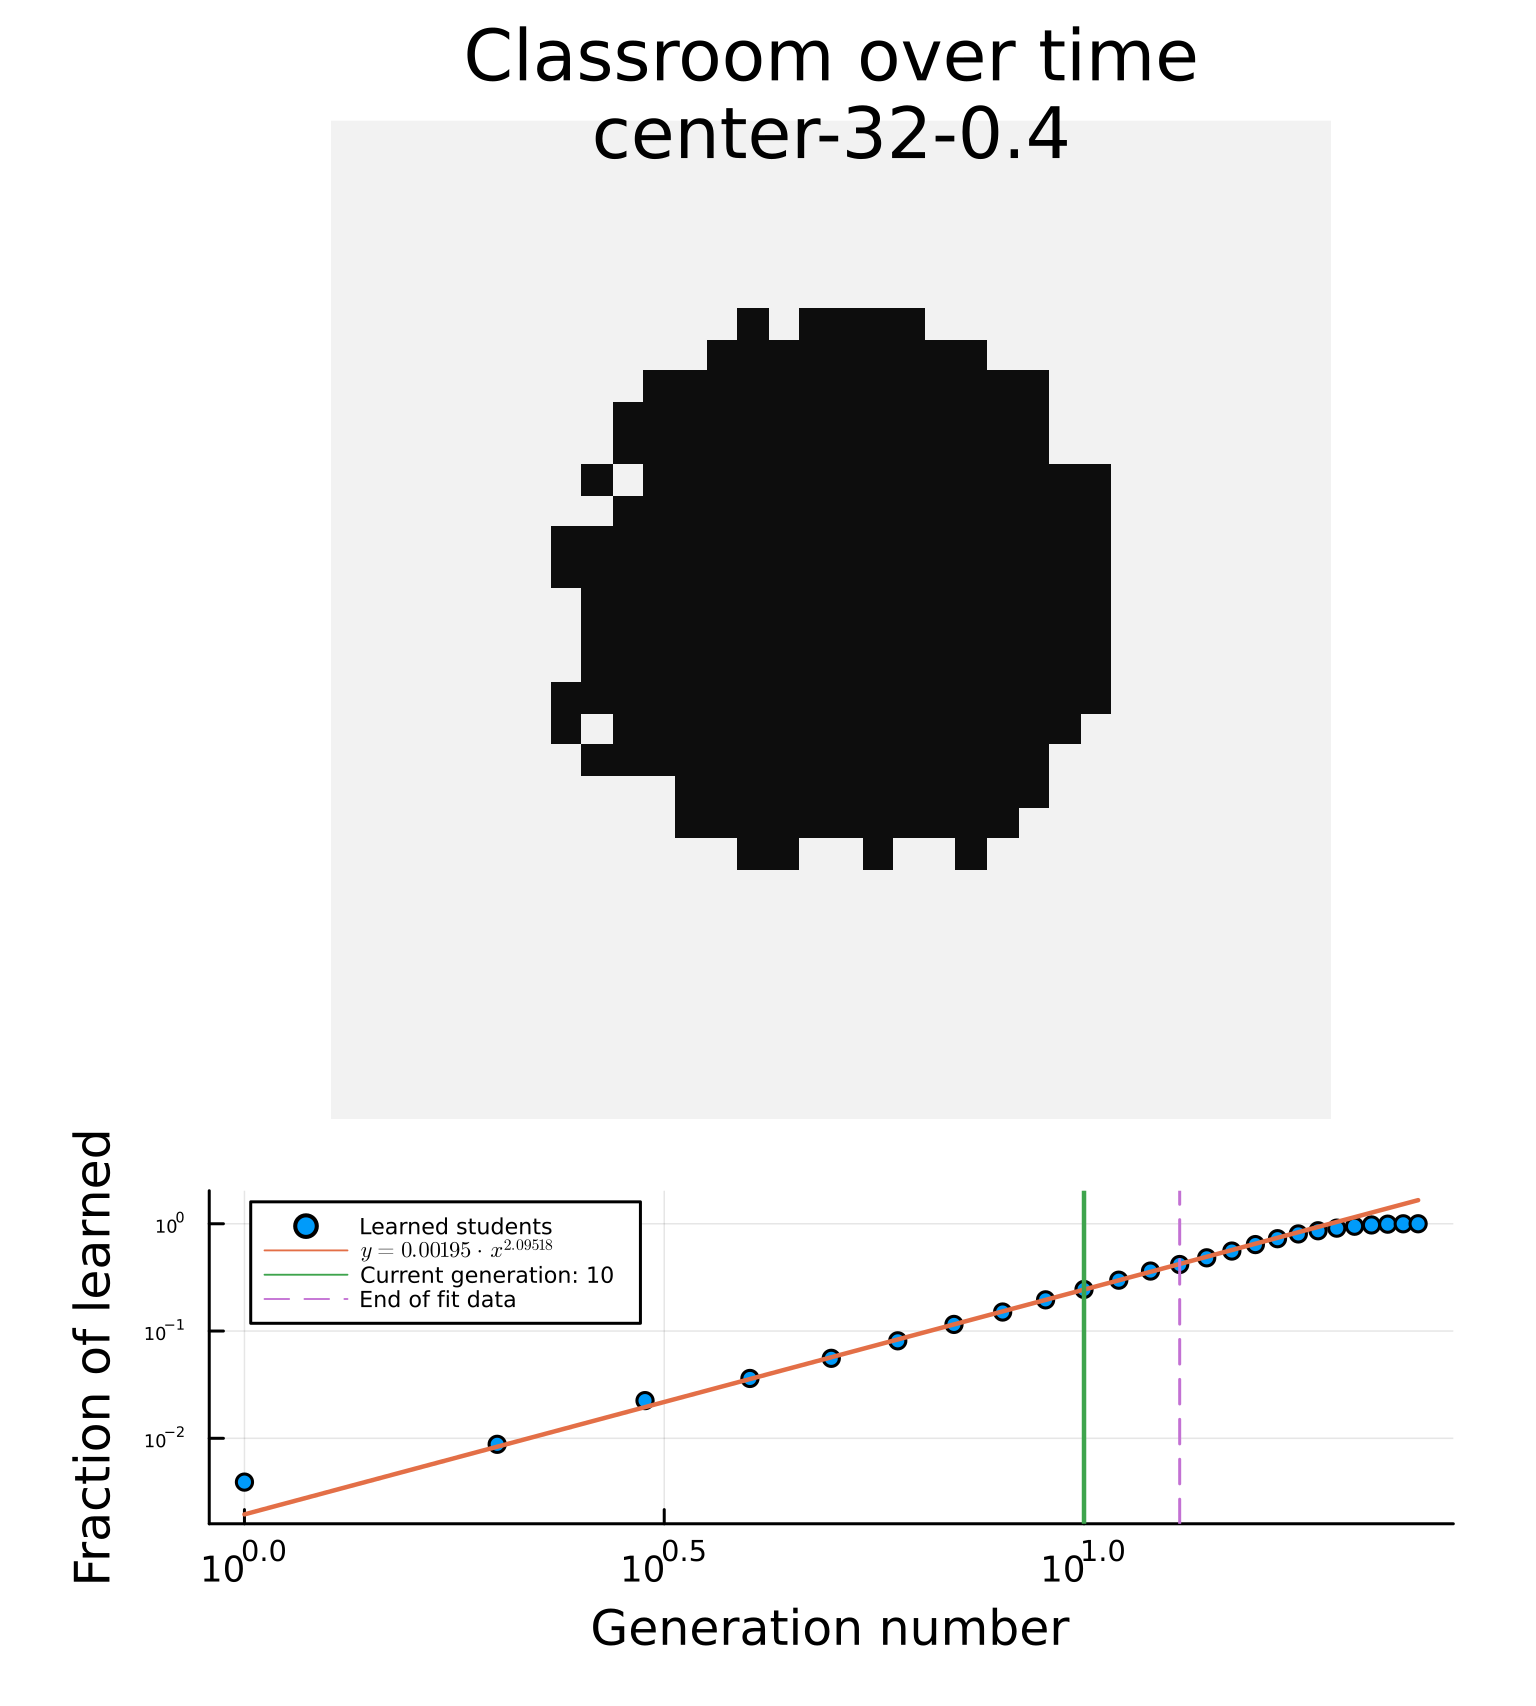 Classroom over time
center-32-0.4
Fraction of learned
10⁰
10⁻¹
10⁻²
Learned students
y = 0.00195 · x^2.09518
Current generation: 10
End of fit data
10^0.0
10^0.5
10^1.0
Generation number